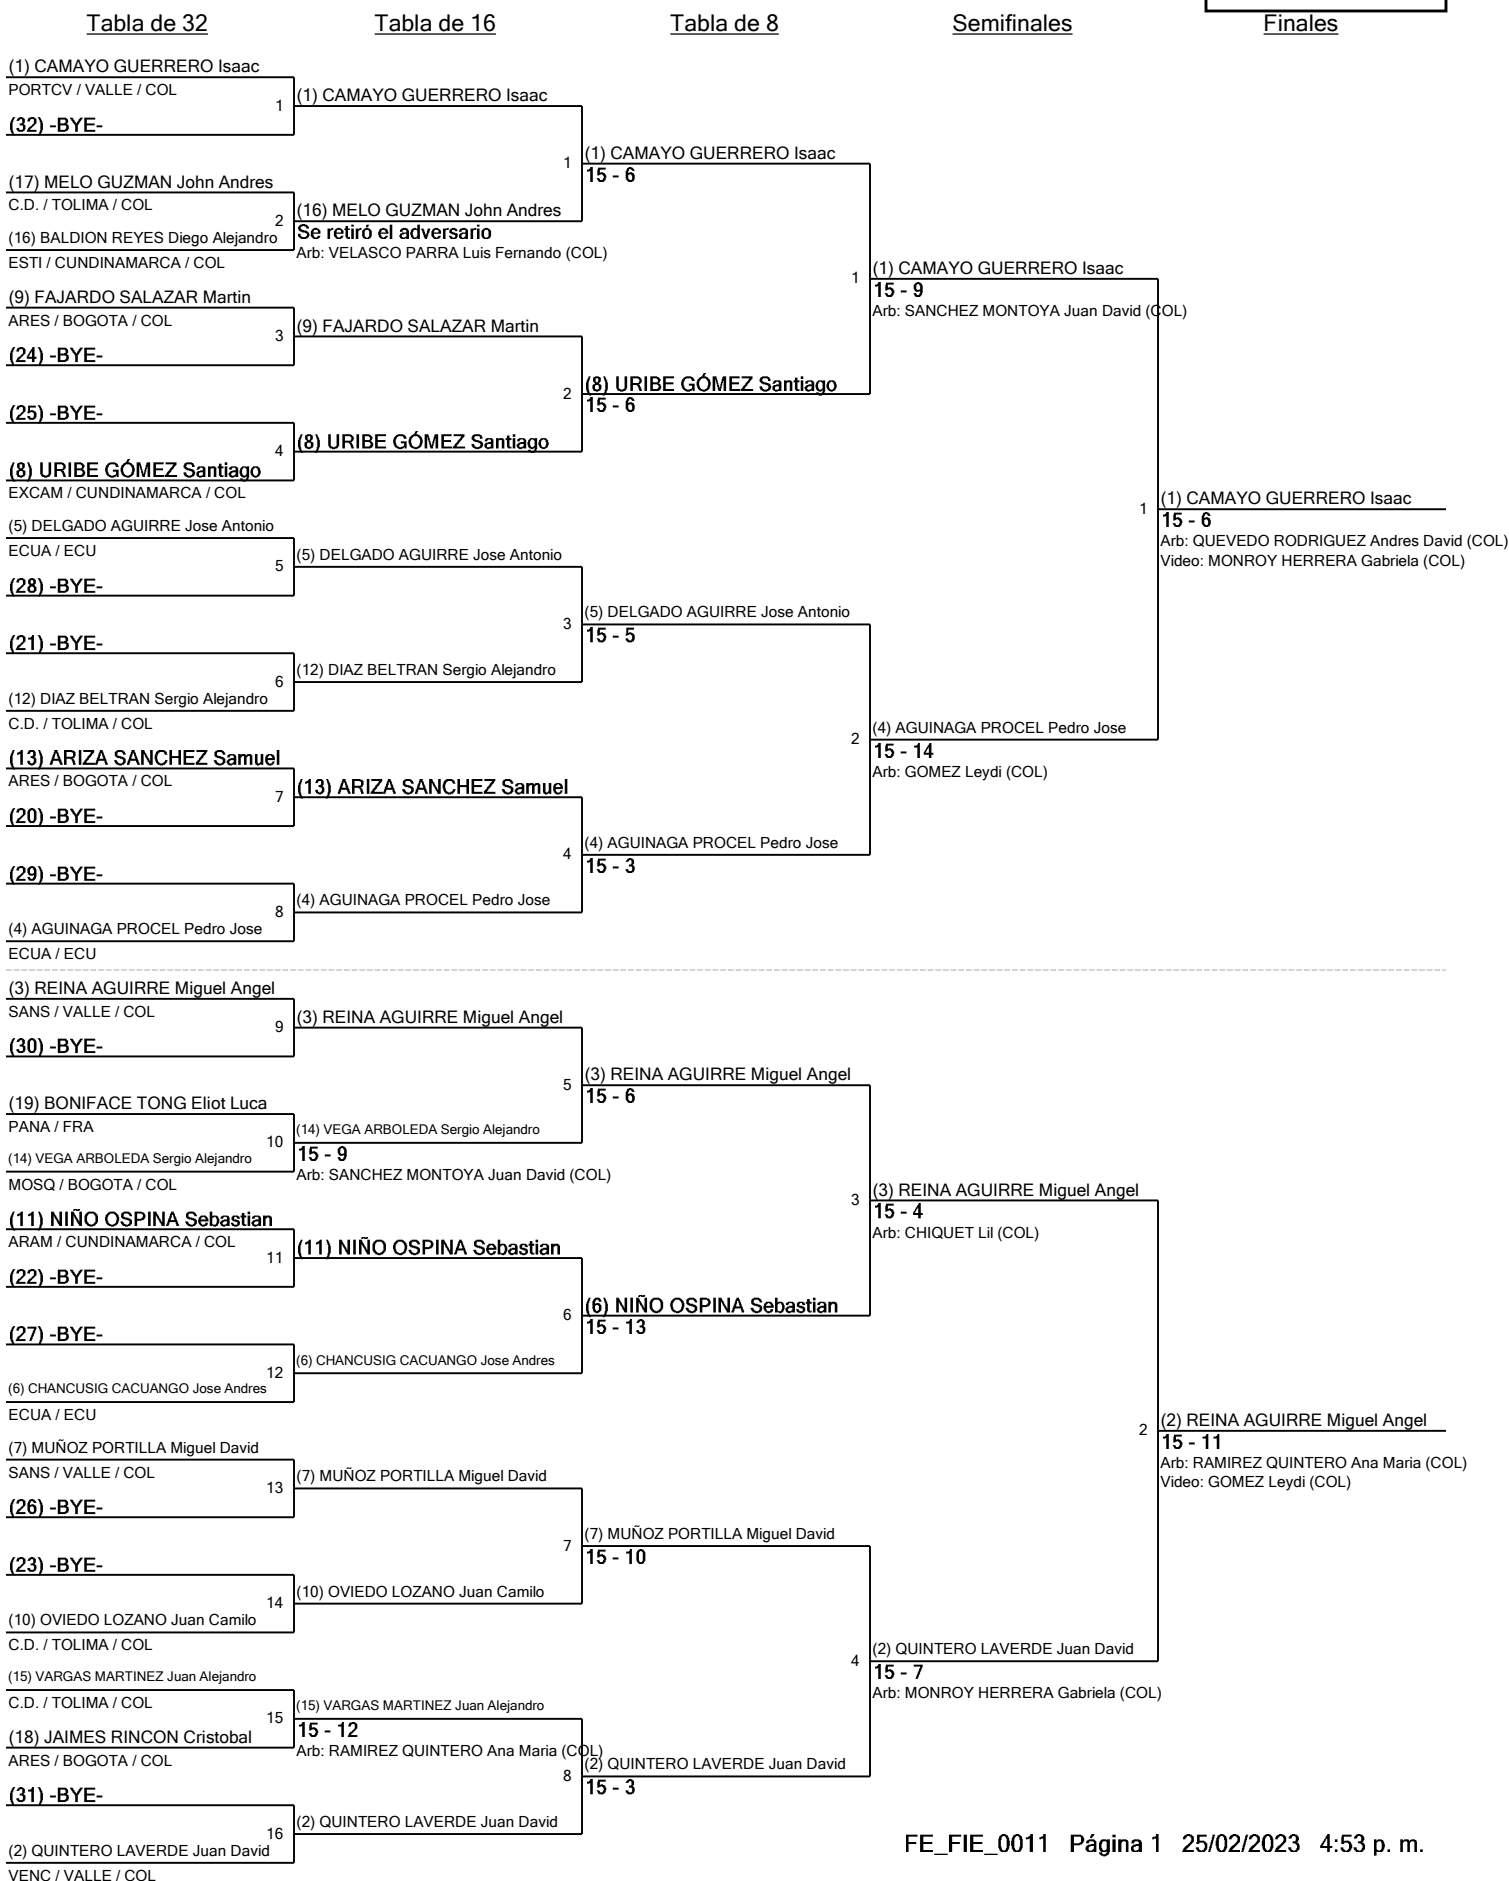 Tabla de 32
Tabla de 16
Tabla de 8
Semifinales
Finales
(1) CAMAYO GUERRERO Isaac
PORTCV / VALLE / COL
1
(32) -BYE-
(17) MELO GUZMAN John Andres
C.D. / TOLIMA / COL
2
(16) BALDION REYES Diego Alejandro
ESTI / CUNDINAMARCA / COL
(9) FAJARDO SALAZAR Martin
ARES / BOGOTA / COL
3
(24) -BYE-
(25) -BYE-
4
(8) URIBE GÓMEZ Santiago
EXCAM / CUNDINAMARCA / COL
(5) DELGADO AGUIRRE Jose Antonio
ECUA / ECU
5
(28) -BYE-
(21) -BYE-
6
(12) DIAZ BELTRAN Sergio Alejandro
C.D. / TOLIMA / COL
(13) ARIZA SANCHEZ Samuel
ARES / BOGOTA / COL
7
(20) -BYE-
(29) -BYE-
8
(4) AGUINAGA PROCEL Pedro Jose
ECUA / ECU
(3) REINA AGUIRRE Miguel Angel
SANS / VALLE / COL
9
(30) -BYE-
(19) BONIFACE TONG Eliot Luca
PANA / FRA
10
(14) VEGA ARBOLEDA Sergio Alejandro
MOSQ / BOGOTA / COL
(11) NIÑO OSPINA Sebastian
ARAM / CUNDINAMARCA / COL
11
(22) -BYE-
(27) -BYE-
12
(6) CHANCUSIG CACUANGO Jose Andres
ECUA / ECU
(7) MUÑOZ PORTILLA Miguel David
SANS / VALLE / COL
13
(26) -BYE-
(23) -BYE-
14
(10) OVIEDO LOZANO Juan Camilo
C.D. / TOLIMA / COL
(15) VARGAS MARTINEZ Juan Alejandro
C.D. / TOLIMA / COL
15
(18) JAIMES RINCON Cristobal
ARES / BOGOTA / COL
(31) -BYE-
16
(2) QUINTERO LAVERDE Juan David
VENC / VALLE / COL
(1) CAMAYO GUERRERO Isaac
1
(16) MELO GUZMAN John Andres
Se retiró el adversario
Arb: VELASCO PARRA Luis Fernando (COL)
(9) FAJARDO SALAZAR Martin
2
(8) URIBE GÓMEZ Santiago
(5) DELGADO AGUIRRE Jose Antonio
3
(12) DIAZ BELTRAN Sergio Alejandro
(13) ARIZA SANCHEZ Samuel
4
(4) AGUINAGA PROCEL Pedro Jose
(3) REINA AGUIRRE Miguel Angel
5
(14) VEGA ARBOLEDA Sergio Alejandro
15 - 9
Arb: SANCHEZ MONTOYA Juan David (COL)
(11) NIÑO OSPINA Sebastian
6
(6) CHANCUSIG CACUANGO Jose Andres
(7) MUÑOZ PORTILLA Miguel David
7
(10) OVIEDO LOZANO Juan Camilo
(15) VARGAS MARTINEZ Juan Alejandro
15 - 12
Arb: RAMIREZ QUINTERO Ana Maria (COL)
8
(2) QUINTERO LAVERDE Juan David
(1) CAMAYO GUERRERO Isaac
15 - 6
1
(8) URIBE GÓMEZ Santiago
15 - 6
(5) DELGADO AGUIRRE Jose Antonio
15 - 5
2
(4) AGUINAGA PROCEL Pedro Jose
15 - 3
(3) REINA AGUIRRE Miguel Angel
15 - 6
3
(6) NIÑO OSPINA Sebastian
15 - 13
(7) MUÑOZ PORTILLA Miguel David
15 - 10
4
(2) QUINTERO LAVERDE Juan David
15 - 3
(1) CAMAYO GUERRERO Isaac
15 - 9
Arb: SANCHEZ MONTOYA Juan David (COL)
1
(4) AGUINAGA PROCEL Pedro Jose
15 - 14
Arb: GOMEZ Leydi (COL)
(3) REINA AGUIRRE Miguel Angel
15 - 4
Arb: CHIQUET Lil (COL)
2
(2) QUINTERO LAVERDE Juan David
15 - 7
Arb: MONROY HERRERA Gabriela (COL)
(1) CAMAYO GUERRERO Isaac
15 - 6
Arb: QUEVEDO RODRIGUEZ Andres David (COL)
Video: MONROY HERRERA Gabriela (COL)
(2) REINA AGUIRRE Miguel Angel
15 - 11
Arb: RAMIREZ QUINTERO Ana Maria (COL)
Video: GOMEZ Leydi (COL)
FE_FIE_0011 Página 1 25/02/2023 4:53 p. m.